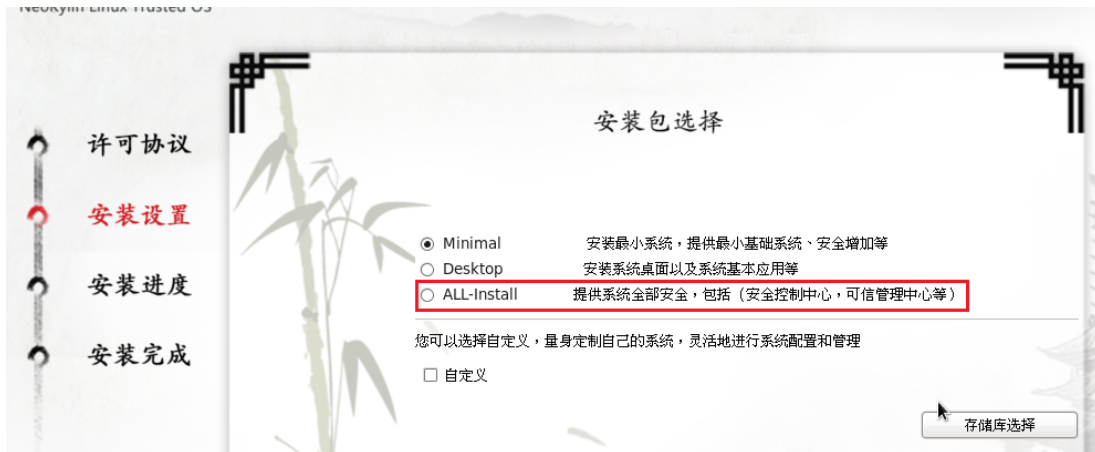 NeoKylin Linux Trusted OS
安装包选择
许可协议
安装设置
安装进度
安装完成
Minimal 安装最小系统，提供最小基础系统、安全增加等
Desktop 安装系统桌面以及系统基本应用等
ALL-Install 提供系统全部安全，包括（安全控制中心，可信管理中心等）
您可以选择自定义，量身定制自己的系统，灵活地进行系统配置和管理
自定义
存储库选择